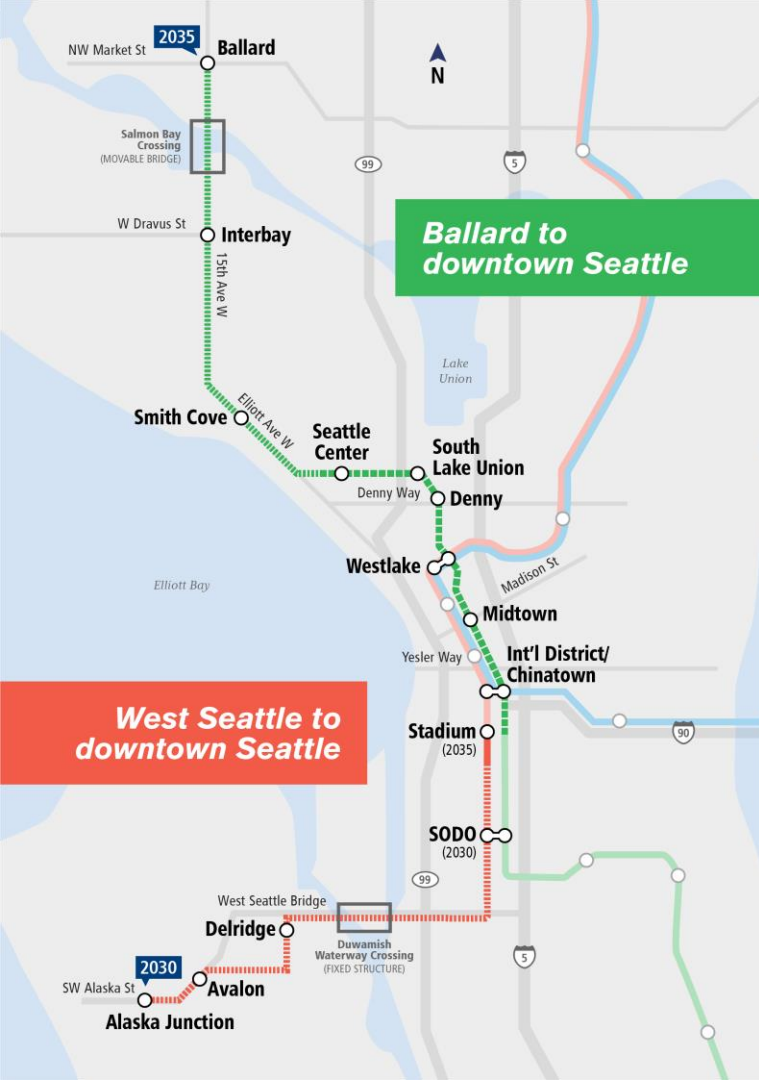 2035
Ballard
NW Market St
N
Salmon Bay
Crossing
(MOVABLE BRIDGE)
99
5
W Dravus St
Interbay
15th Ave W
Ballard to
downtown Seattle
Lake
Union
Smith Cove
Elliott Ave W
Seattle
Center
South
Lake Union
Denny Way
Denny
Westlake
Madison St
Elliott Bay
Midtown
Yesler Way
Int'l District/
Chinatown
West Seattle to
downtown Seattle
Stadium
(2035)
90
SODO
(2030)
99
West Seattle Bridge
Delridge
Duwamish
Waterway Crossing
(FIXED STRUCTURE)
5
2030
SW Alaska St
Avalon
Alaska Junction